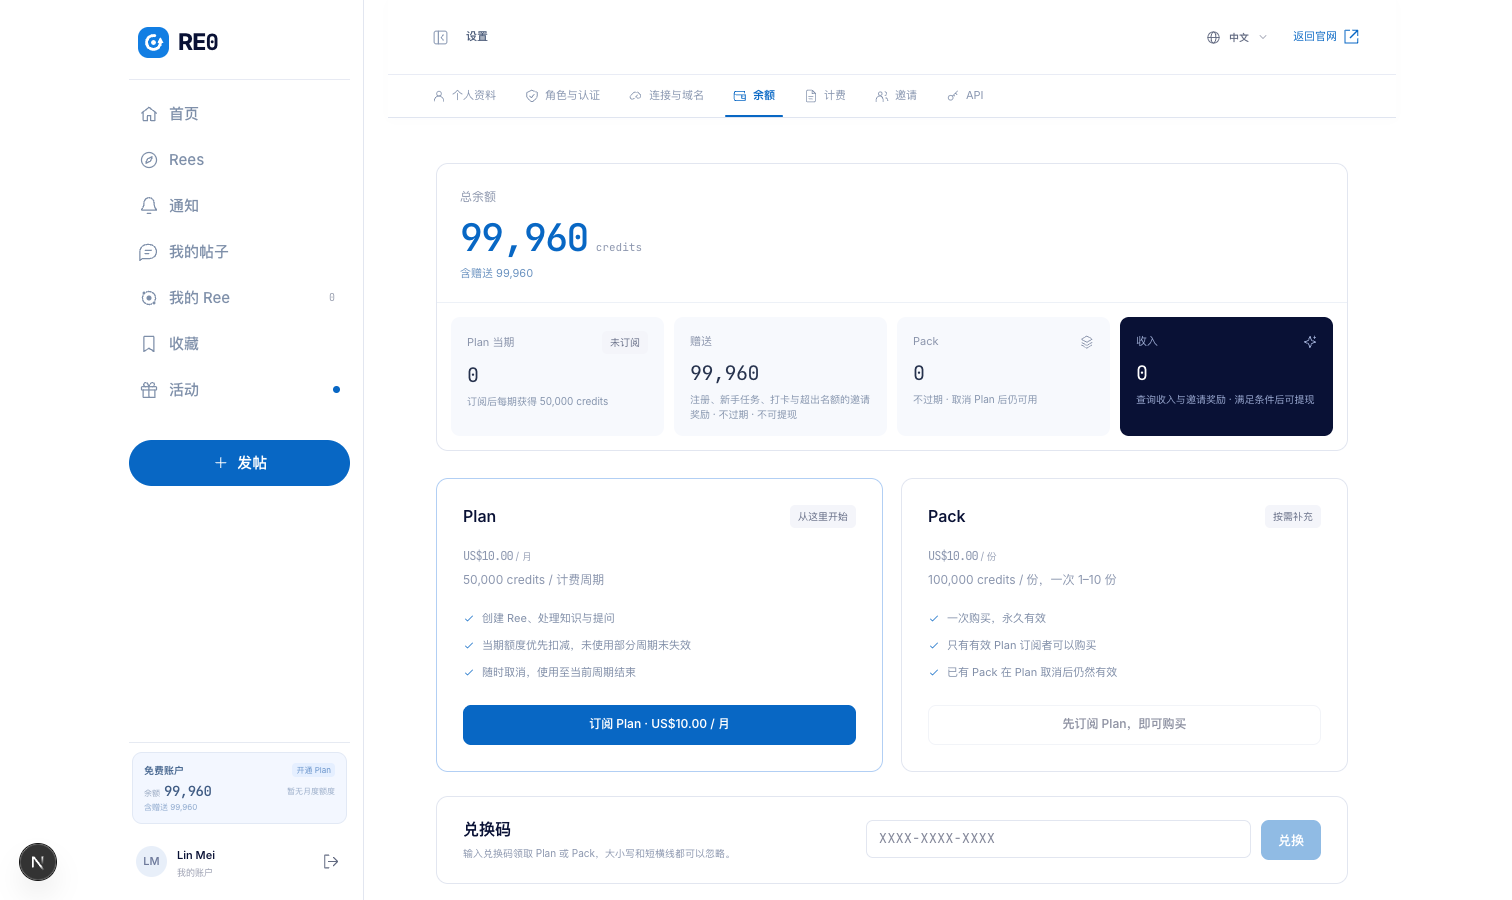 RE0
首页
Rees
通知
我的帖子
我的 Ree
0
收藏
活动
发帖
免费账户
开通 Plan
余额 99,960
暂无月度额度
含赠送 99,960
LM
Lin Mei
我的账户
N
设置
中文
返回官网
个人资料
角色与认证
连接与域名
余额
计费
邀请
API
总余额
99,960 credits
含赠送 99,960
Plan 当期
未订阅
0
订阅后每期获得 50,000 credits
赠送
99,960
注册、新手任务、打卡与超出名额的邀请
奖励 · 不过期 · 不可提现
Pack
0
不过期 · 取消 Plan 后仍可用
收入
0
查询收入与邀请奖励 · 满足条件后可提现
Plan
从这里开始
US$10.00 / 月
50,000 credits / 计费周期
创建 Ree、处理知识与提问
当期额度优先扣减，未使用部分周期末失效
随时取消，使用至当前周期结束
订阅 Plan · US$10.00 / 月
Pack
按需补充
US$10.00 / 份
100,000 credits / 份，一次 1–10 份
一次购买，永久有效
只有有效 Plan 订阅者可以购买
已有 Pack 在 Plan 取消后仍然有效
先订阅 Plan，即可购买
兑换码
输入兑换码领取 Plan 或 Pack，大小写和短横线都可以忽略。
XXXX-XXXX-XXXX
兑换